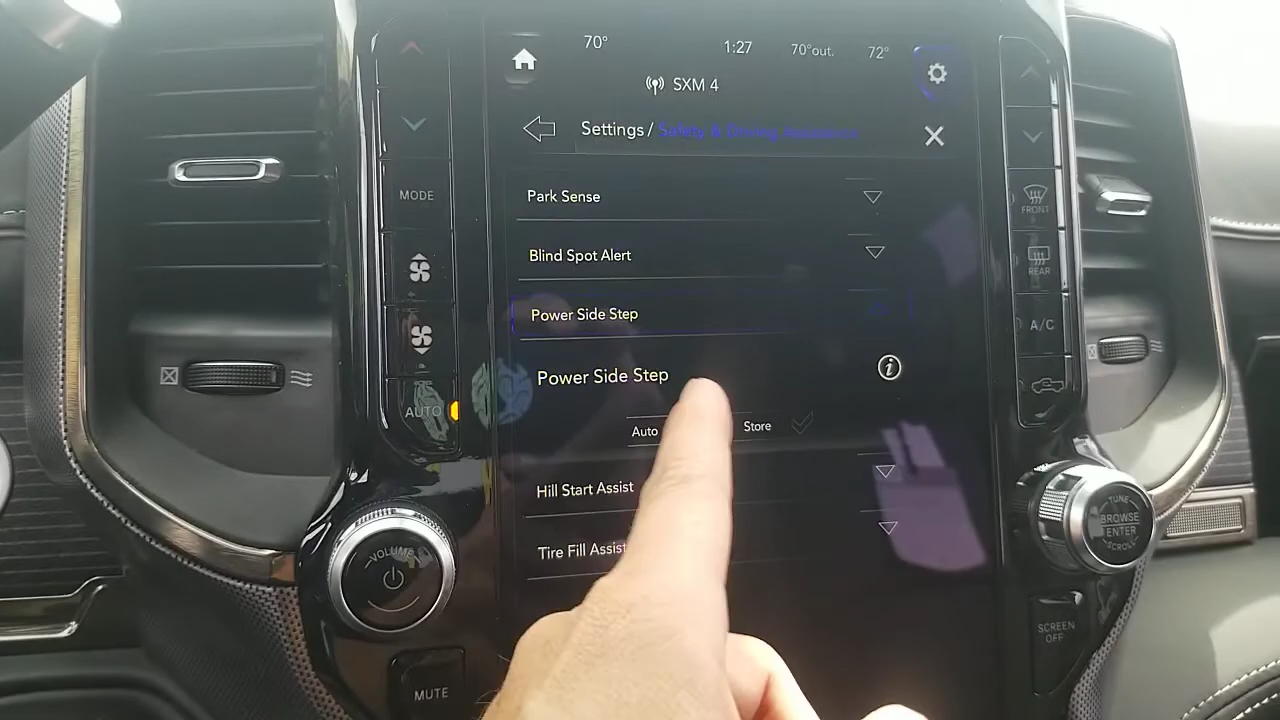 70° 1:27 70°out. 72°
SXM 4
Settings / Safety & Driving Assistance
Park Sense
Blind Spot Alert
Power Side Step
Power Side Step
i
Auto Store
Hill Start Assist
Tire Fill Assist
MODE
AUTO
VOLUME
MUTE
FRONT
REAR
A/C
TUNE
BROWSE
ENTER
SCROLL
SCREEN
OFF